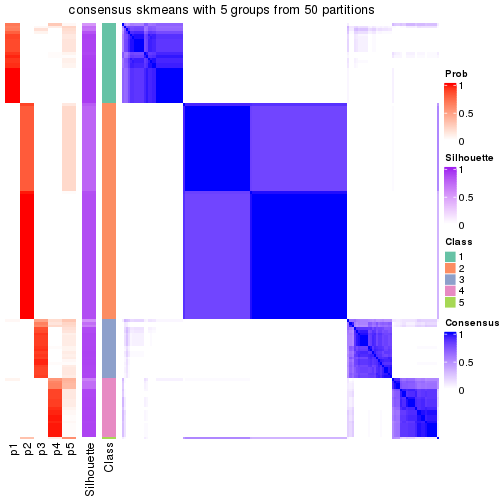 consensus skmeans with 5 groups from 50 partitions
Prob
1
0.5
0
Silhouette
1
0.5
0
Class
1
2
3
4
5
Consensus
1
0.5
0
p1
p2
p3
p4
p5
Silhouette
Class